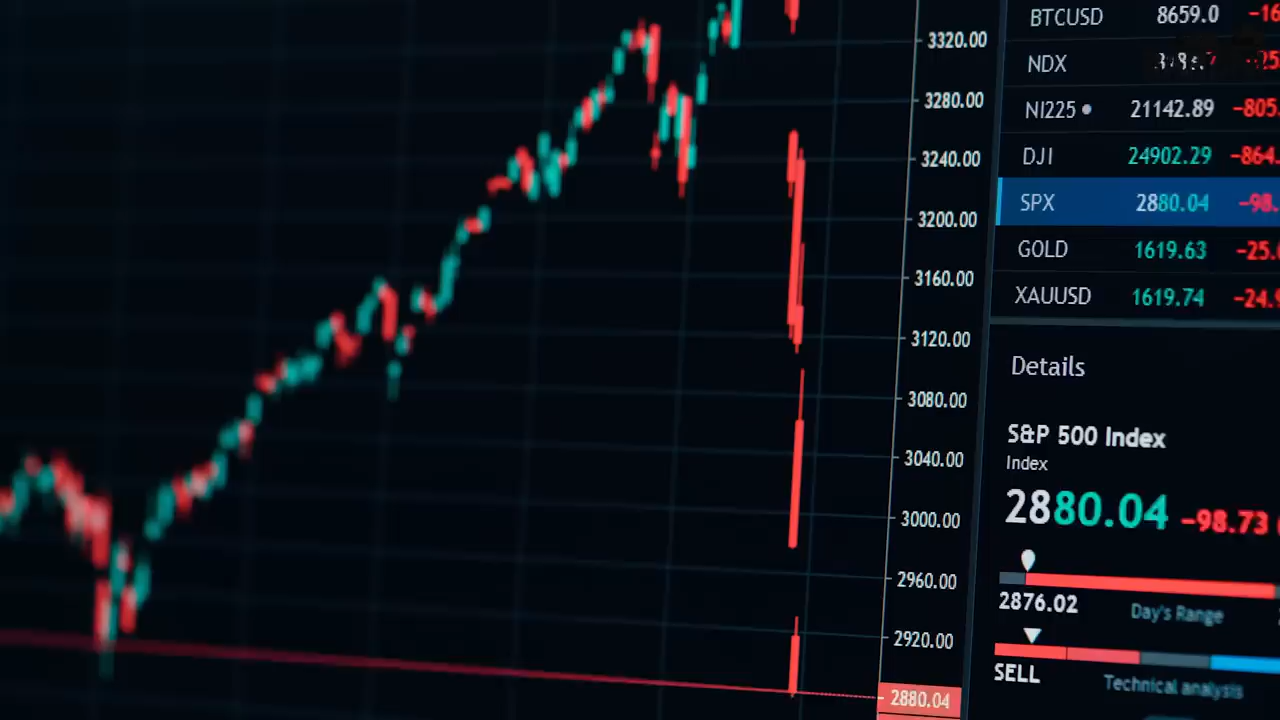 3320.00
3280.00
3240.00
3200.00
3160.00
3120.00
3080.00
3040.00
3000.00
2960.00
2920.00
2880.04
BTCUSD 8659.0 -16
NDX
NI225 21142.89 -805.
DJI 24902.29 -864.
SPX 2880.04 -98.
GOLD 1619.63 -25.
XAUUSD 1619.74 -24.9
Details
S&P 500 Index
Index
2880.04 -98.73
2876.02 Day's Range
SELL Technical analysis